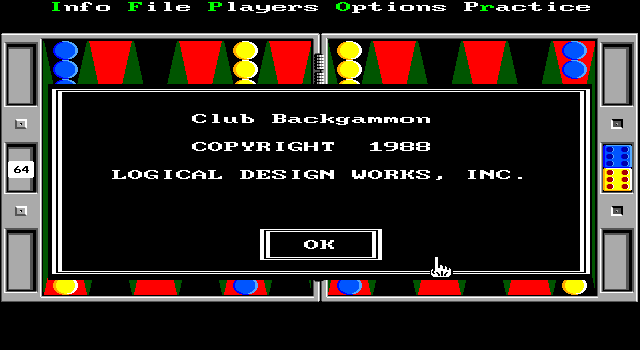 Info File Players Options Practice
Club Backgammon
COPYRIGHT 1988
LOGICAL DESIGN WORKS, INC.
64
OK